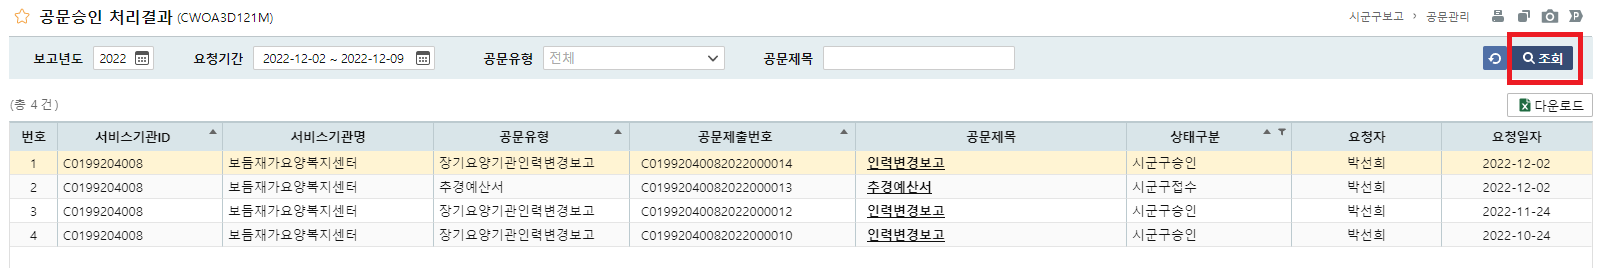 공문승인 처리결과 (CWOA3D121M)
시군구보고 > 공문관리
보고년도 2022 요청기간 2022-12-02 ~ 2022-12-09 공문유형 전체 공문제목 조회
(총 4 건)
다운로드
번호 서비스기관ID 서비스기관명 공문유형 공문제출번호 공문제목 상태구분 요청자 요청일자
1 C0199204008 보듬재가요양복지센터 장기요양기관인력변경보고 C01992040082022000014 인력변경보고 시군구승인 박선희 2022-12-02
2 C0199204008 보듬재가요양복지센터 추경예산서 C01992040082022000013 추경예산서 시군구접수 박선희 2022-12-02
3 C0199204008 보듬재가요양복지센터 장기요양기관인력변경보고 C01992040082022000012 인력변경보고 시군구승인 박선희 2022-11-24
4 C0199204008 보듬재가요양복지센터 장기요양기관인력변경보고 C01992040082022000010 인력변경보고 시군구승인 박선희 2022-10-24